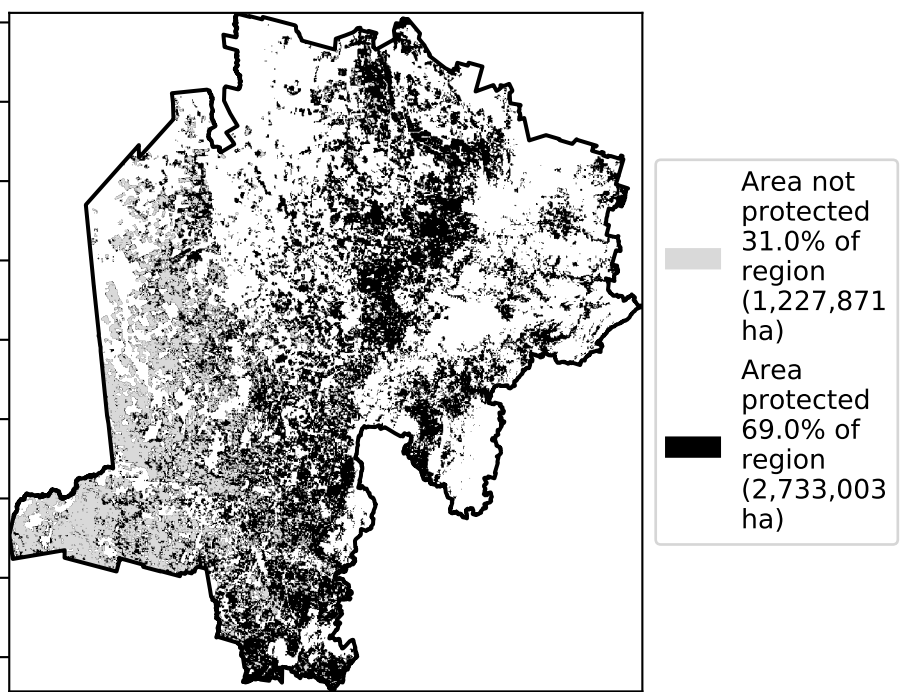 Area not
protected
31.0% of
region
(1,227,871
ha)
Area
protected
69.0% of
region
(2,733,003
ha)